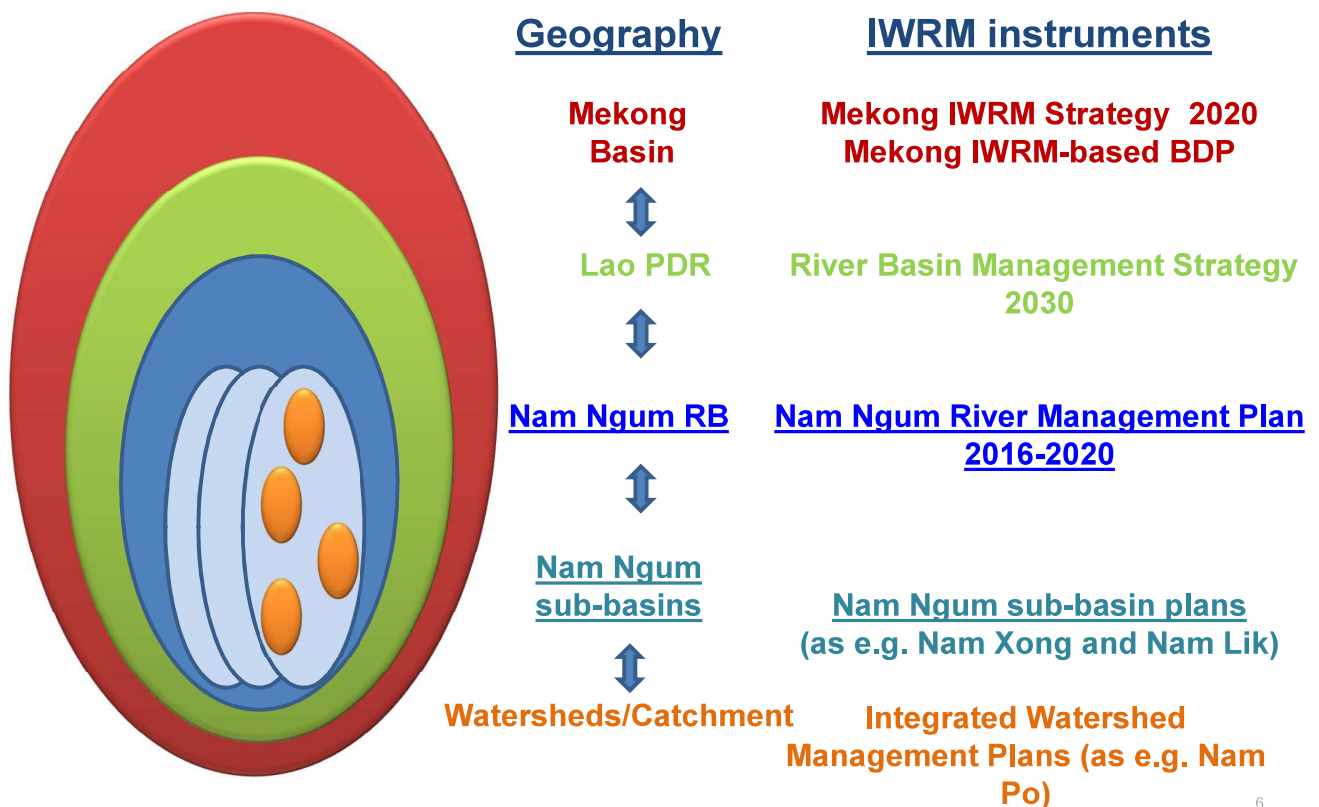 Geography
IWRM instruments
Mekong
Basin
Mekong IWRM Strategy 2020
Mekong IWRM-based BDP
Lao PDR
River Basin Management Strategy
2030
Nam Ngum RB
Nam Ngum River Management Plan
2016-2020
Nam Ngum
sub-basins
Nam Ngum sub-basin plans
(as e.g. Nam Xong and Nam Lik)
Watersheds/Catchment
Integrated Watershed
Management Plans (as e.g. Nam
Po)
6